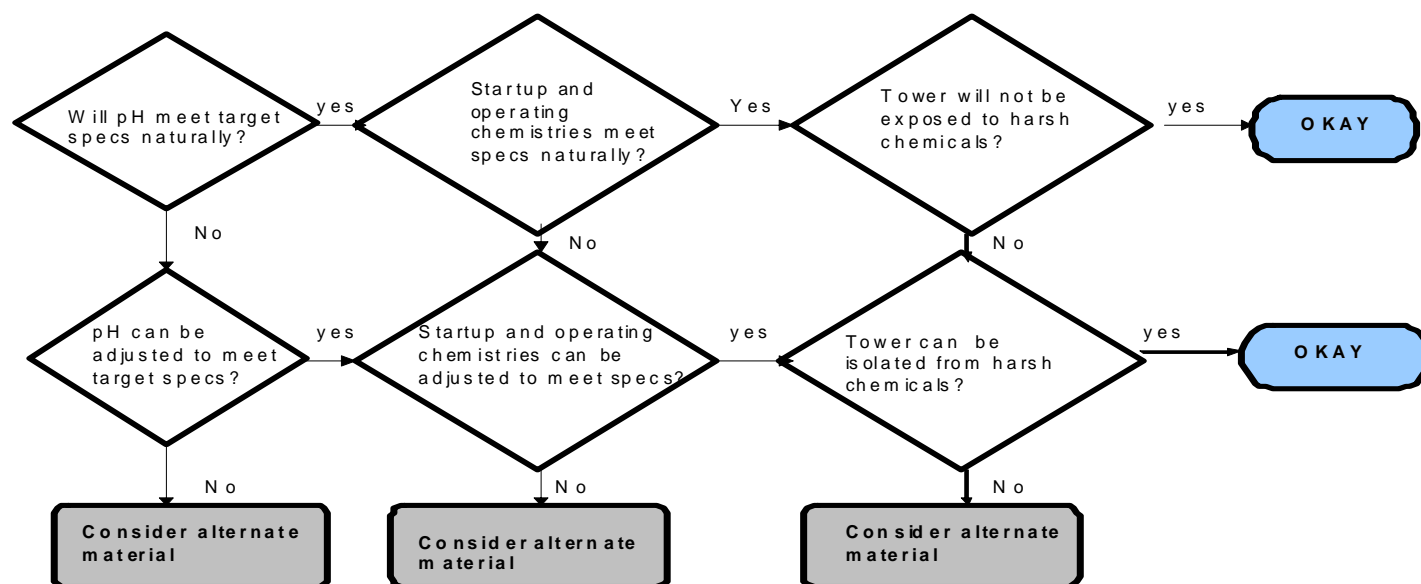 Will pH meet target
specs naturally?
yes
Startup and
operating
chemistries meet
specs naturally?
Yes
Tower will not be
exposed to harsh
chemicals?
yes
OKAY
No
No
No
pH can be
adjusted to meet
target specs?
yes
Startup and operating
chemistries can be
adjusted to meet specs?
yes
Tower can be
isolated from harsh
chemicals?
yes
OKAY
No
No
No
Consider alternate
material
Consider alternate
material
Consider alternate
material